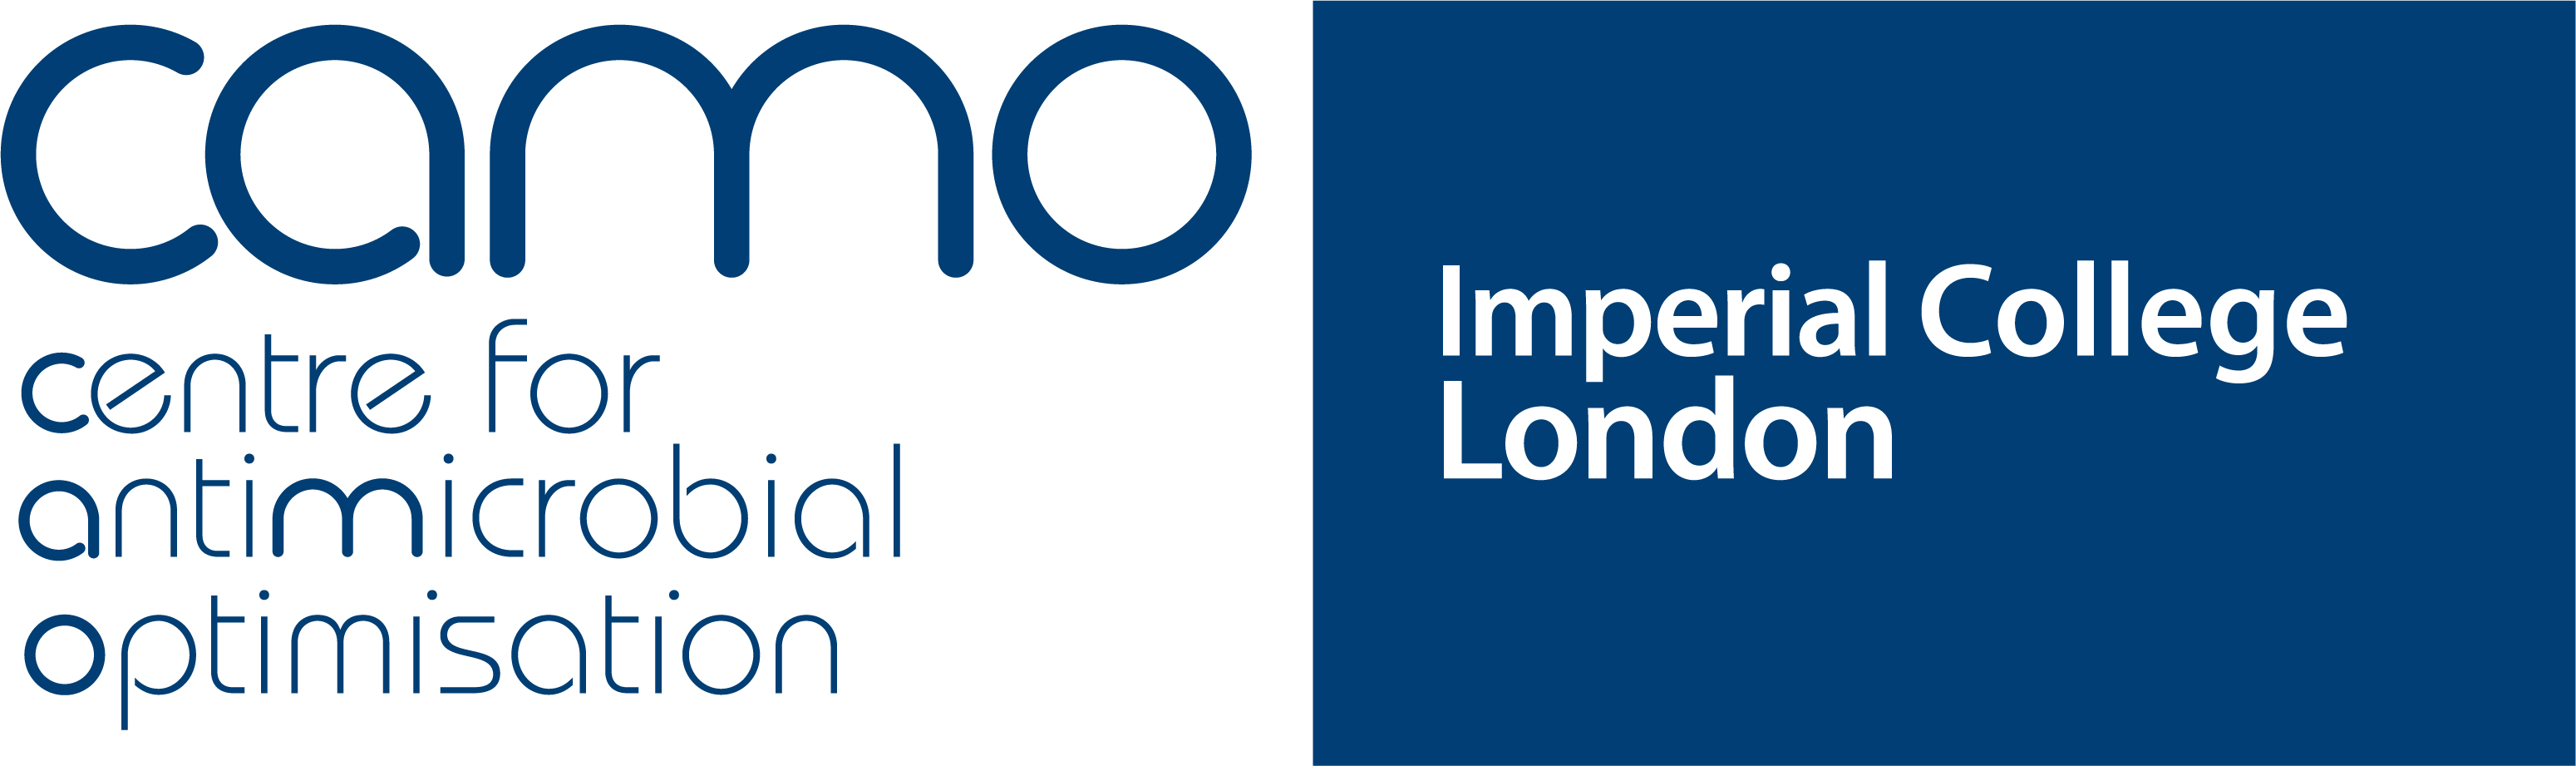 camo
centre for
antimicrobial
optimisation
Imperial College
London